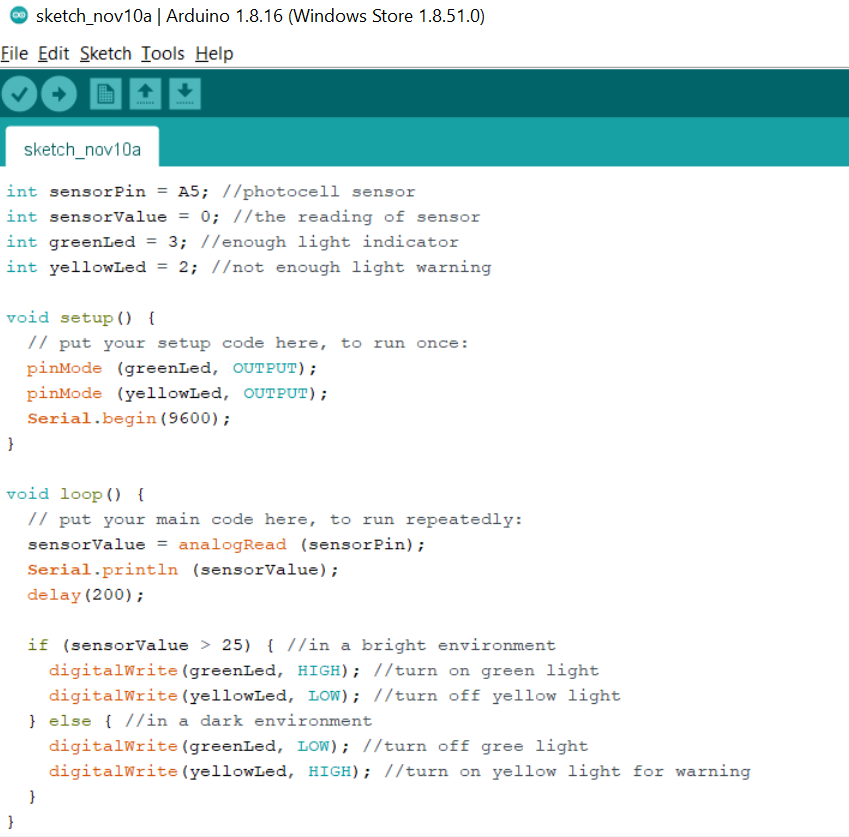 sketch_nov10a | Arduino 1.8.16 (Windows Store 1.8.51.0)
File Edit Sketch Tools Help
sketch_nov10a
int sensorPin = A5; //photocell sensor
int sensorValue = 0; //the reading of sensor
int greenLed = 3; //enough light indicator
int yellowLed = 2; //not enough light warning

void setup() {
  // put your setup code here, to run once:
  pinMode (greenLed, OUTPUT);
  pinMode (yellowLed, OUTPUT);
  Serial.begin(9600);
}

void loop() {
  // put your main code here, to run repeatedly:
  sensorValue = analogRead (sensorPin);
  Serial.println (sensorValue);
  delay(200);

  if (sensorValue > 25) { //in a bright environment
    digitalWrite(greenLed, HIGH); //turn on green light
    digitalWrite(yellowLed, LOW); //turn off yellow light
  } else { //in a dark environment
    digitalWrite(greenLed, LOW); //turn off gree light
    digitalWrite(yellowLed, HIGH); //turn on yellow light for warning
  }
}